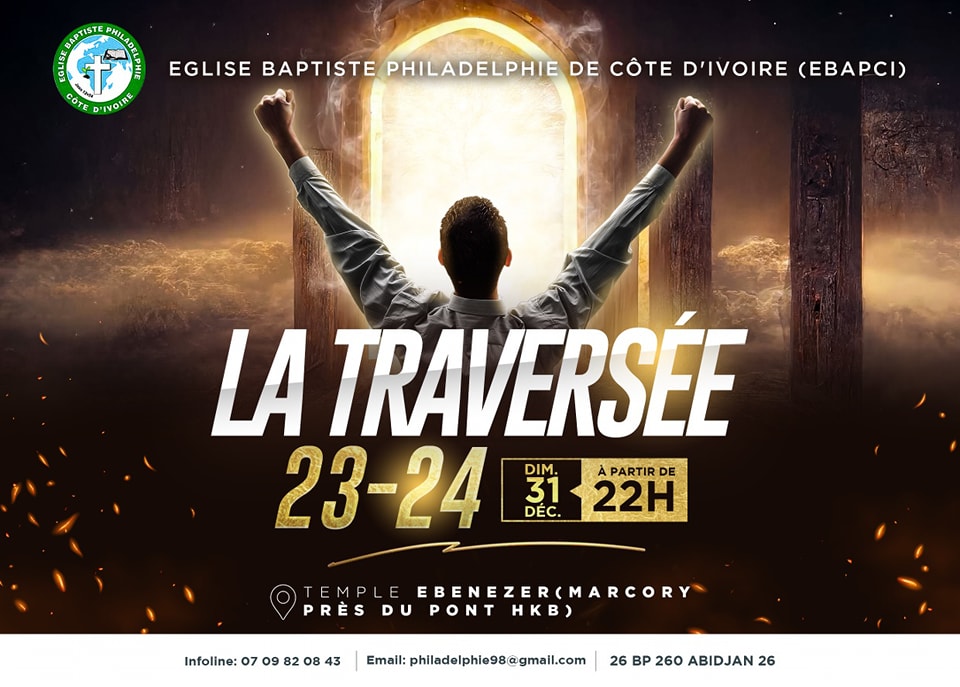 EGLISE BAPTISTE PHILADELPHIE
CÔTE D'IVOIRE
EGLISE BAPTISTE PHILADELPHIE DE CÔTE D'IVOIRE (EBAPCI)
LA TRAVERSÉE
23-24
DIM.
31
DÉC.
À PARTIR DE
22H
TEMPLE EBENEZER(MARCORY
PRÈS DU PONT HKB)
Infoline: 07 09 82 08 43
Email: philadelphie98@gmail.com
26 BP 260 ABIDJAN 26